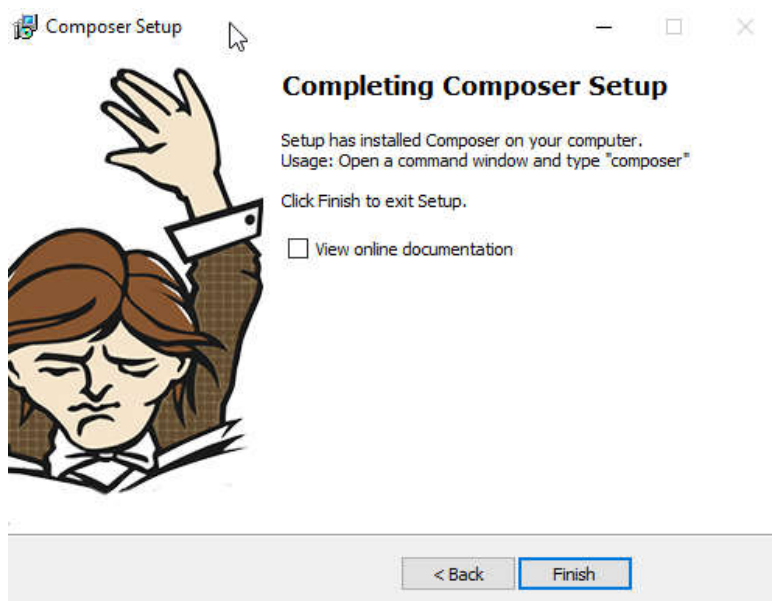 Composer Setup
Completing Composer Setup
Setup has installed Composer on your computer.
Usage: Open a command window and type "composer"
Click Finish to exit Setup.
View online documentation
< Back
Finish